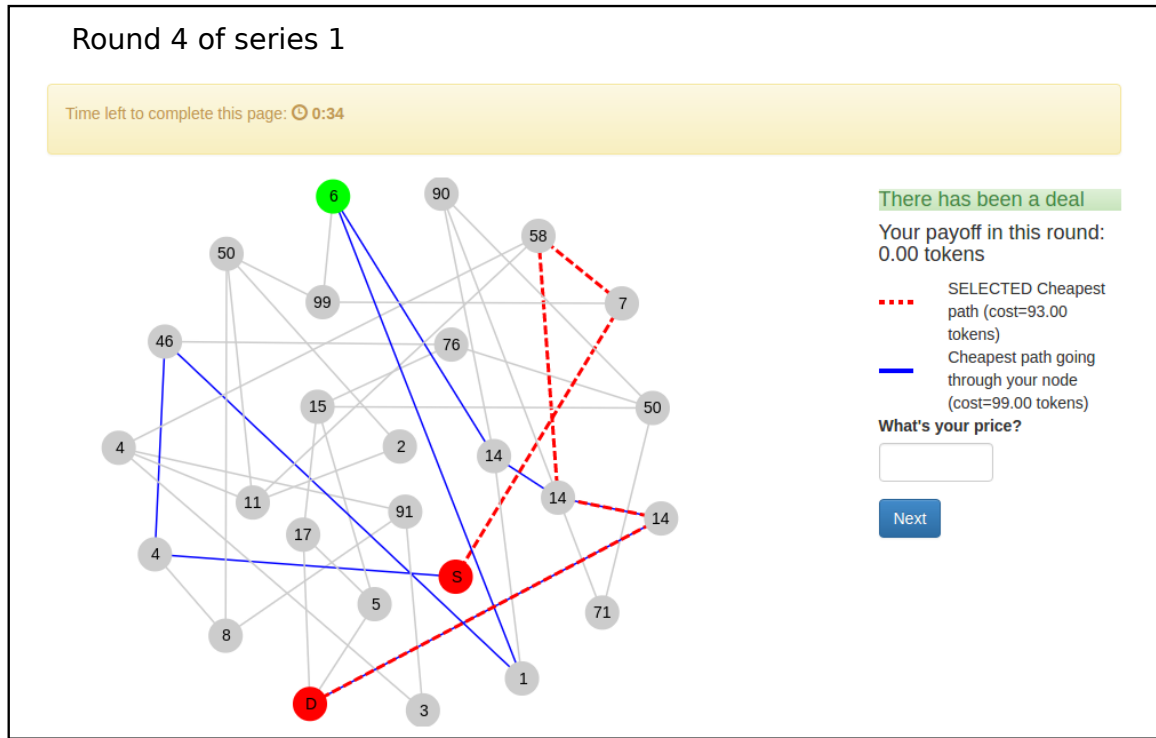 Round 4 of series 1
Time left to complete this page: 0:34
6
90
58
50
99
7
46
76
15
50
4
2
14
11
91
14
14
17
4
S
5
71
8
1
D
3
There has been a deal
Your payoff in this round:
0.00 tokens
SELECTED Cheapest
path (cost=93.00
tokens)
Cheapest path going
through your node
(cost=99.00 tokens)
What's your price?
Next